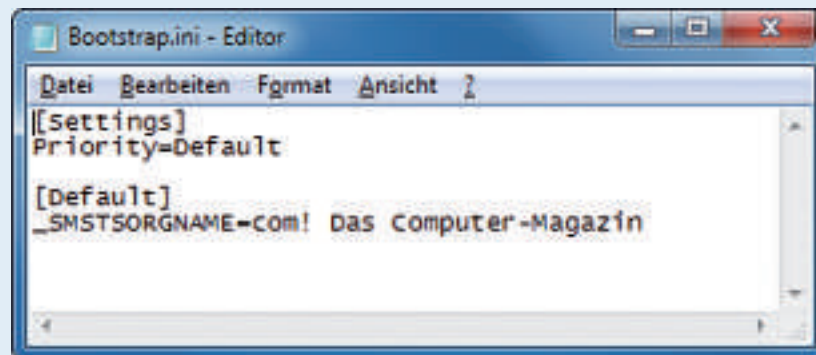 Bootstrap.ini - Editor
Datei Bearbeiten Format Ansicht ?
[Settings]
Priority=Default
[Default]
_SMSTSORGNAME=com! Das Computer-Magazin